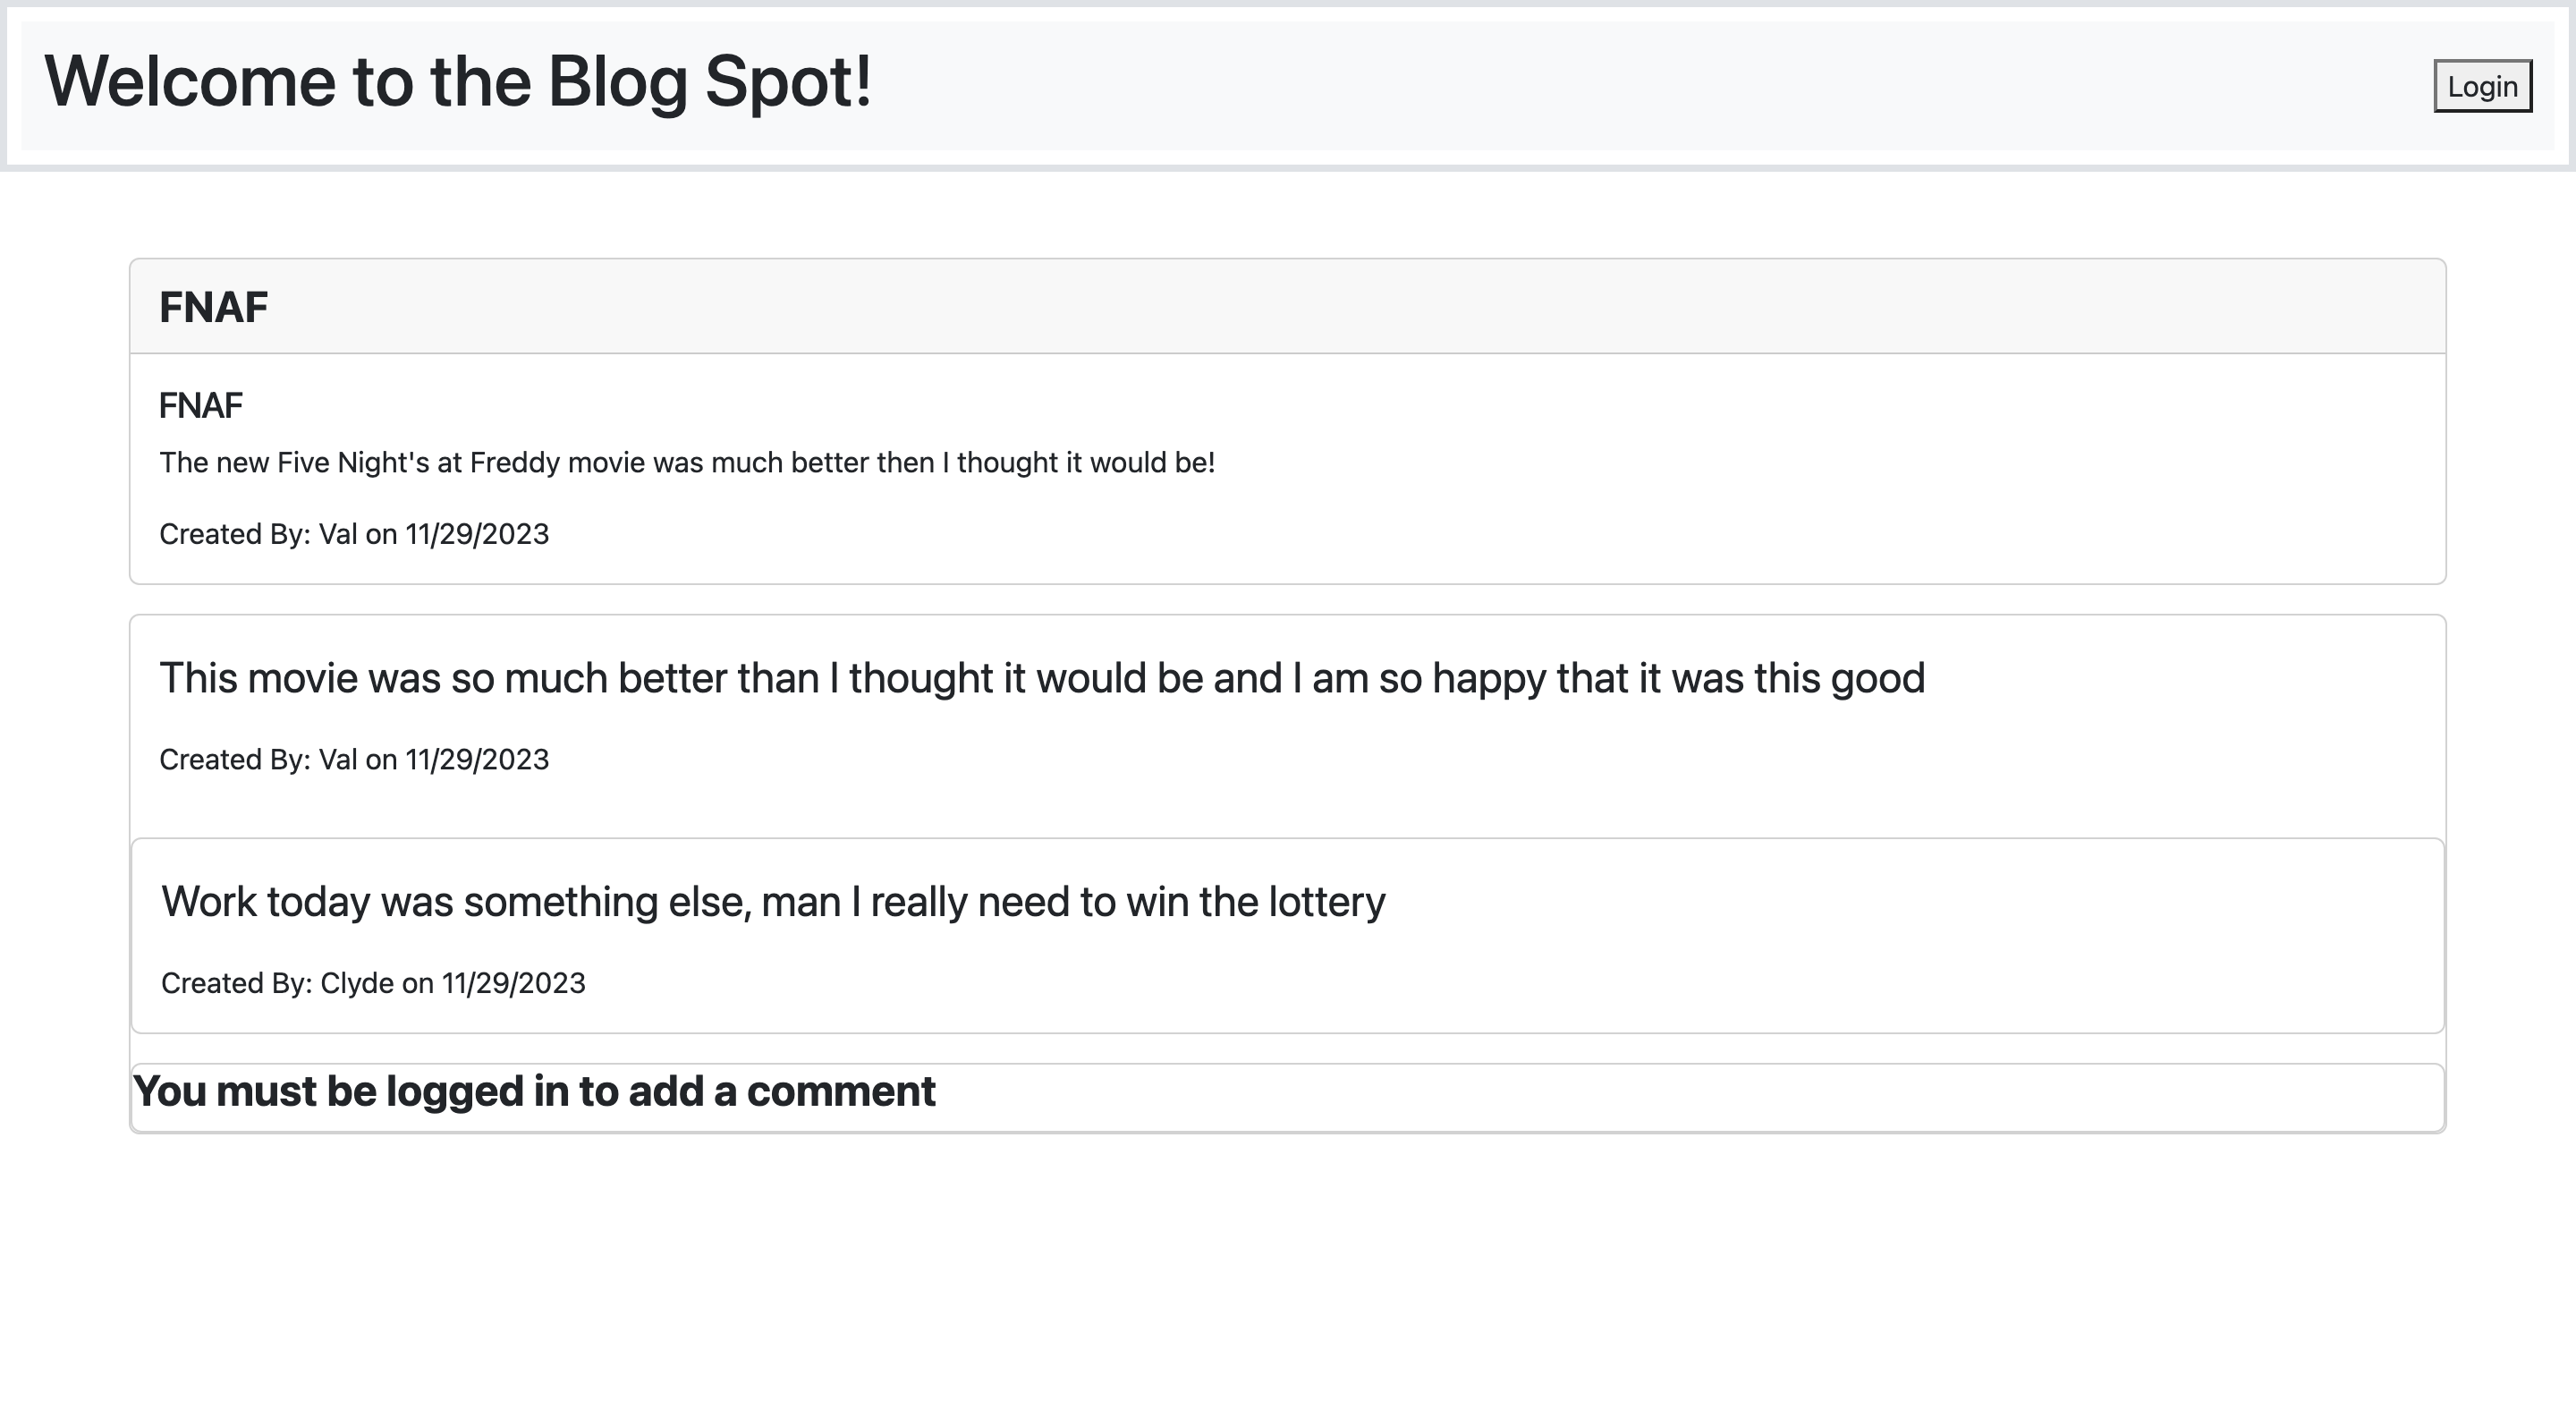 Welcome to the Blog Spot!
Login
FNAF
FNAF
The new Five Night's at Freddy movie was much better then I thought it would be!
Created By: Val on 11/29/2023
This movie was so much better than I thought it would be and I am so happy that it was this good
Created By: Val on 11/29/2023
Work today was something else, man I really need to win the lottery
Created By: Clyde on 11/29/2023
You must be logged in to add a comment